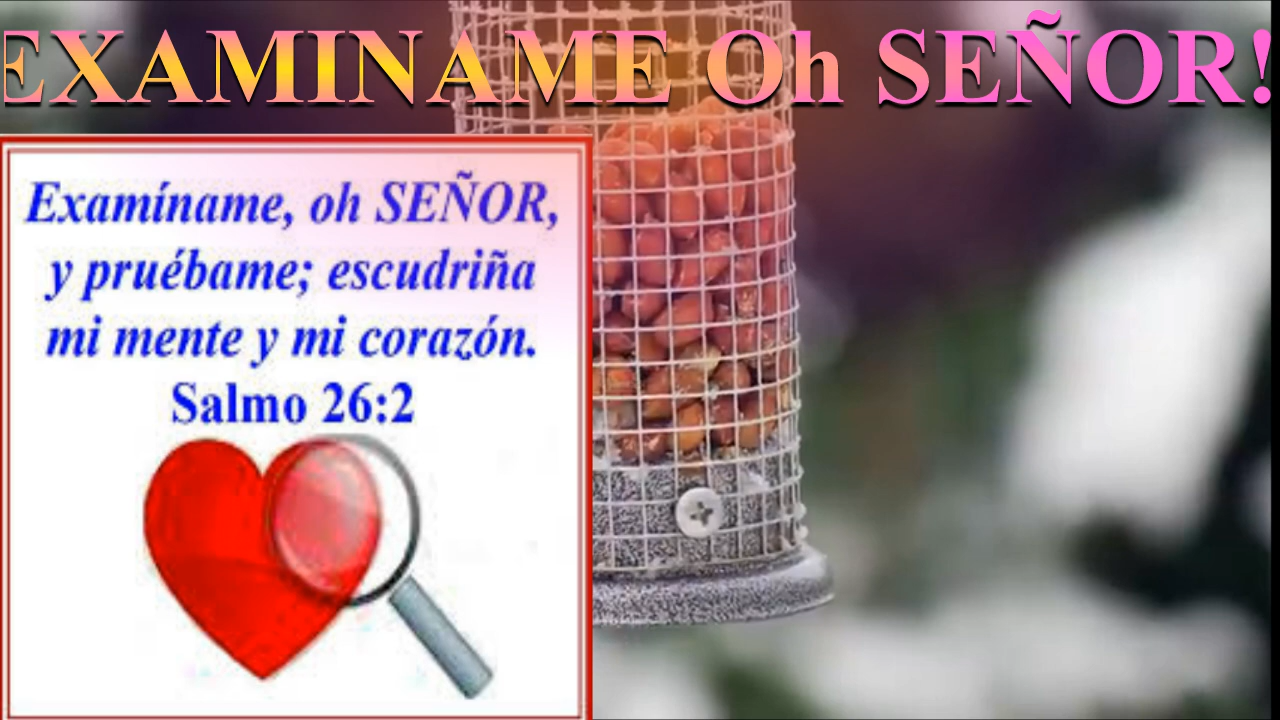 EXAMINAME Oh SEÑOR!
Examíname, oh SEÑOR,
y pruébame; escudriña
mi mente y mi corazón.
Salmo 26:2